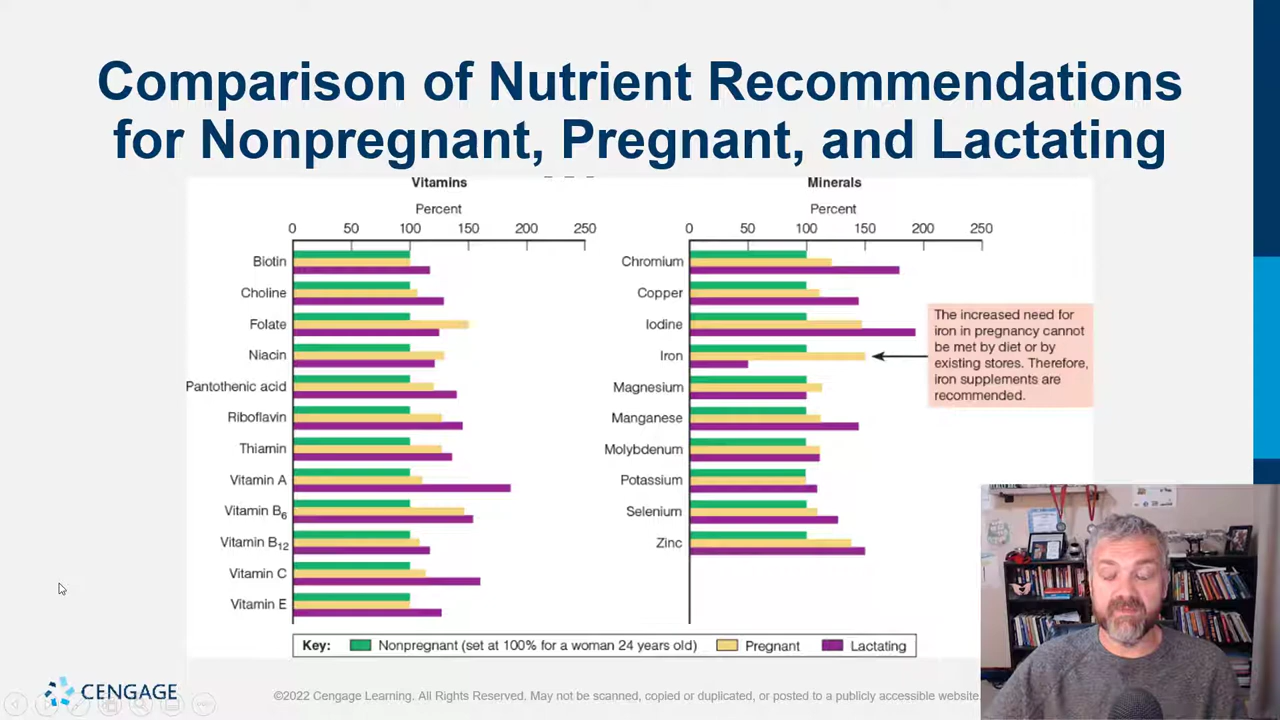 Comparison of Nutrient Recommendations
for Nonpregnant, Pregnant, and Lactating
Vitamins
Percent
0 50 100 150 200 250
Biotin
Choline
Folate
Niacin
Pantothenic acid
Riboflavin
Thiamin
Vitamin A
Vitamin B6
Vitamin B12
Vitamin C
Vitamin E
Minerals
Percent
0 50 100 150 200 250
Chromium
Copper
Iodine
Iron
Magnesium
Manganese
Molybdenum
Potassium
Selenium
Zinc
The increased need for
iron in pregnancy cannot
be met by diet or by
existing stores. Therefore,
iron supplements are
recommended.
Key: Nonpregnant (set at 100% for a woman 24 years old) Pregnant Lactating
CENGAGE
©2022 Cengage Learning. All Rights Reserved. May not be scanned, copied or duplicated, or posted to a publicly accessible website